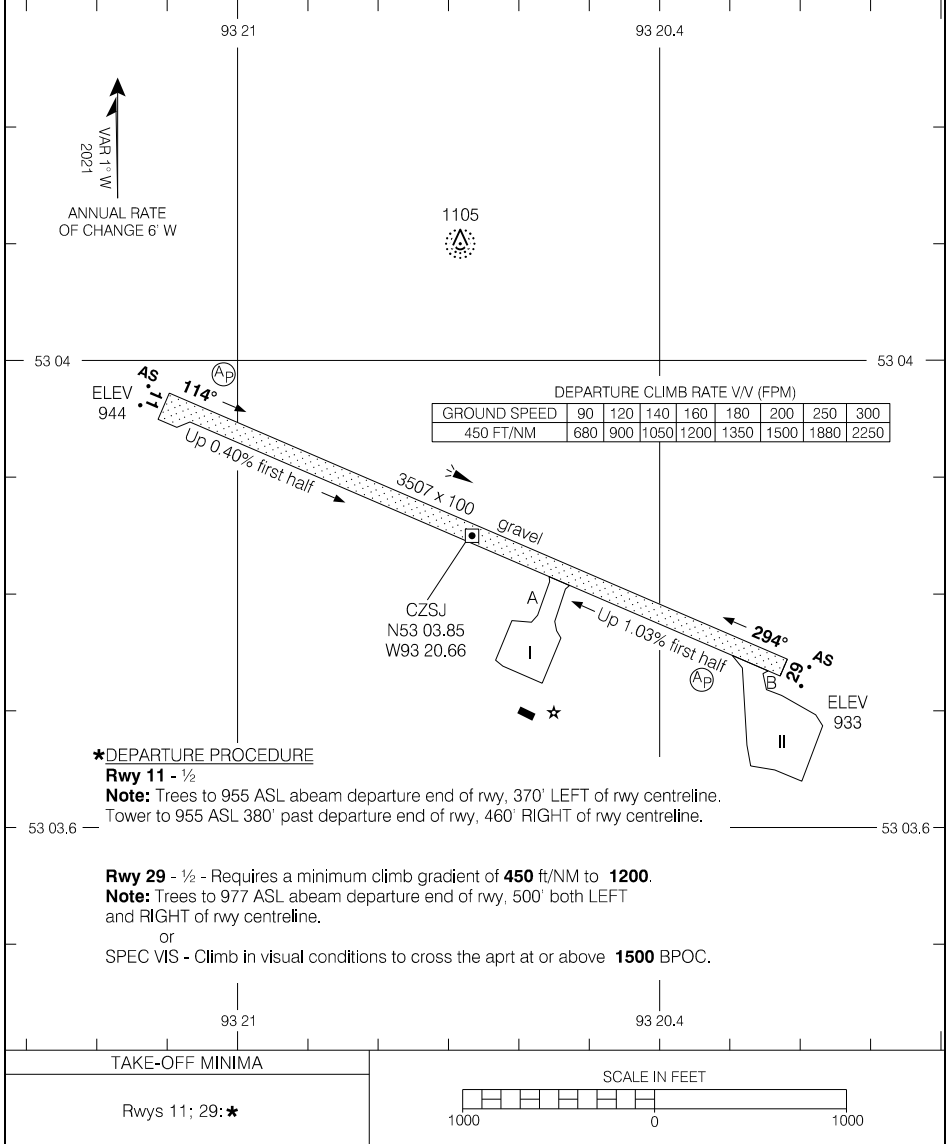 93 21
93 20.4
VAR 1° W
2021
ANNUAL RATE
OF CHANGE 6' W
1105
53 04
53 04
AS
11
ELEV
944
AP
114°
Up 0.40% first half
DEPARTURE CLIMB RATE V/V (FPM)
GROUND SPEED 90 120 140 160 180 200 250 300
450 FT/NM 680 900 1050 1200 1350 1500 1880 2250
3507 x 100
gravel
CZSJ
N53 03.85
W93 20.66
A
I
Up 1.03% first half
294°
AP
AS
29
B
II
ELEV
933
*DEPARTURE PROCEDURE
Rwy 11 - ½
Note: Trees to 955 ASL abeam departure end of rwy, 370' LEFT of rwy centreline.
Tower to 955 ASL 380' past departure end of rwy, 460' RIGHT of rwy centreline.
53 03.6
53 03.6
Rwy 29 - ½ - Requires a minimum climb gradient of 450 ft/NM to 1200.
Note: Trees to 977 ASL abeam departure end of rwy, 500' both LEFT
and RIGHT of rwy centreline.
or
SPEC VIS - Climb in visual conditions to cross the aprt at or above 1500 BPOC.
93 21
93 20.4
TAKE-OFF MINIMA
Rwys 11; 29: *
SCALE IN FEET
1000 0 1000